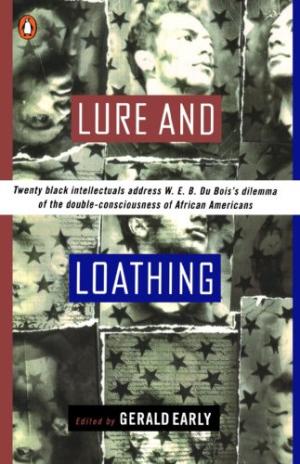 LURE AND
Twenty black intellectuals address W. E. B. Du Bois's dilemma
of the double-consciousness of African Americans
LOATHING
Edited by GERALD EARLY